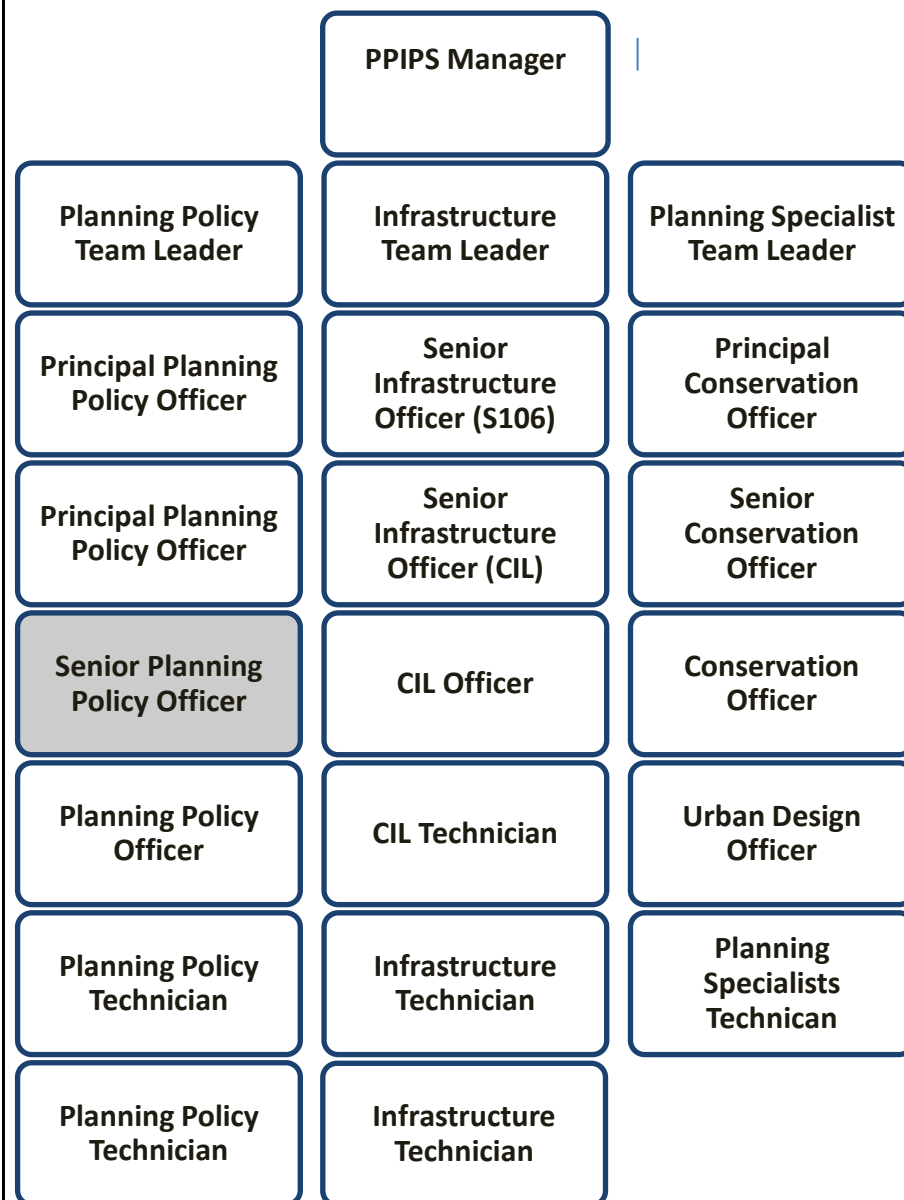 PPIPS Manager
Planning Policy
Team Leader
Infrastructure
Team Leader
Planning Specialist
Team Leader
Principal Planning
Policy Officer
Senior
Infrastructure
Officer (S106)
Principal
Conservation
Officer
Principal Planning
Policy Officer
Senior
Infrastructure
Officer (CIL)
Senior
Conservation
Officer
Senior Planning
Policy Officer
CIL Officer
Conservation
Officer
Planning Policy
Officer
CIL Technician
Urban Design
Officer
Planning Policy
Technician
Infrastructure
Technician
Planning
Specialists
Technican
Planning Policy
Technician
Infrastructure
Technician